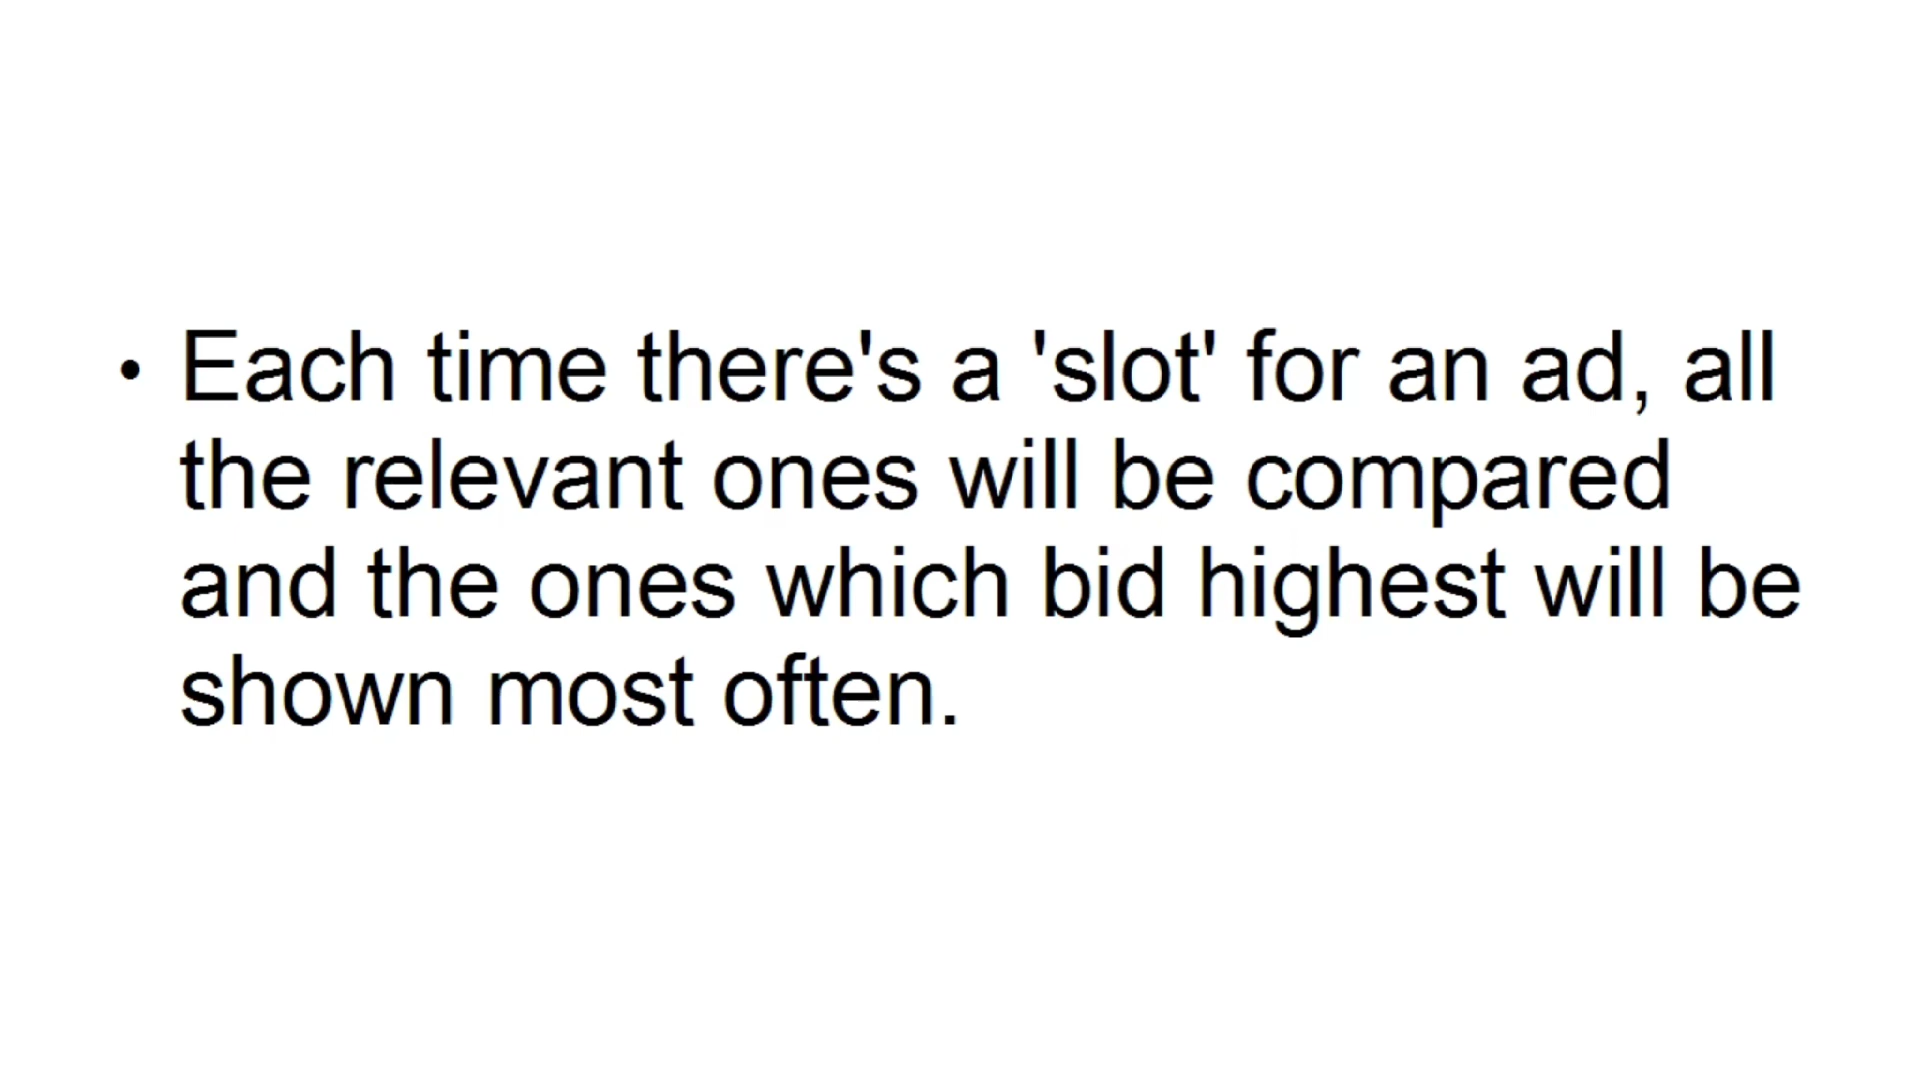 • Each time there's a 'slot' for an ad, all
the relevant ones will be compared
and the ones which bid highest will be
shown most often.